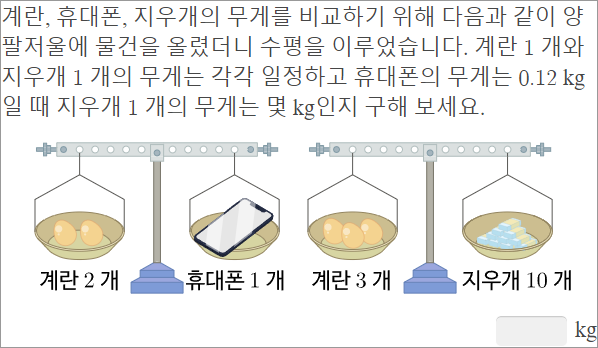 계란, 휴대폰, 지우개의 무게를 비교하기 위해 다음과 같이 양
팔저울에 물건을 올렸더니 수평을 이루었습니다. 계란 1 개와
지우개 1 개의 무게는 각각 일정하고 휴대폰의 무게는 0.12 kg
일 때 지우개 1 개의 무게는 몇 kg인지 구해 보세요.
계란 2 개 휴대폰 1 개 계란 3 개 지우개 10 개
kg